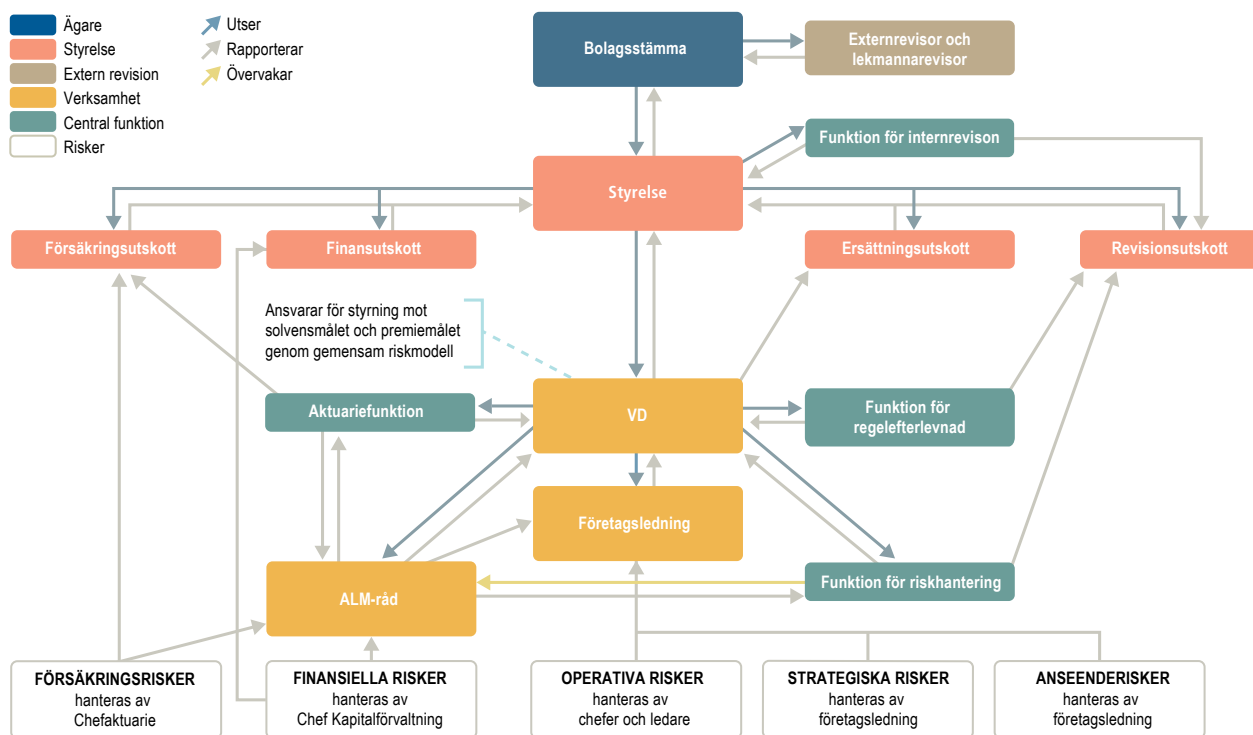 Ägare
Styrelse
Extern revision
Verksamhet
Central funktion
Risker
Utser
Rapporterar
Övervakar
Bolagsstämma
Externrevisor och
lekmannarevisor
Funktion för internrevison
Styrelse
Försäkringsutskott
Finansutskott
Ersättningsutskott
Revisionsutskott
Ansvarar för styrning mot
solvensmålet och premiemålet
genom gemensam riskmodell
Aktuariefunktion
VD
Funktion för
regelefterlevnad
Företagsledning
ALM-råd
Funktion för riskhantering
FÖRSÄKRINGSRISKER
hanteras av
Chefaktuarie
FINANSIELLA RISKER
hanteras av
Chef Kapitalförvaltning
OPERATIVA RISKER
hanteras av
chefer och ledare
STRATEGISKA RISKER
hanteras av
företagsledning
ANSEENDERISKER
hanteras av
företagsledning